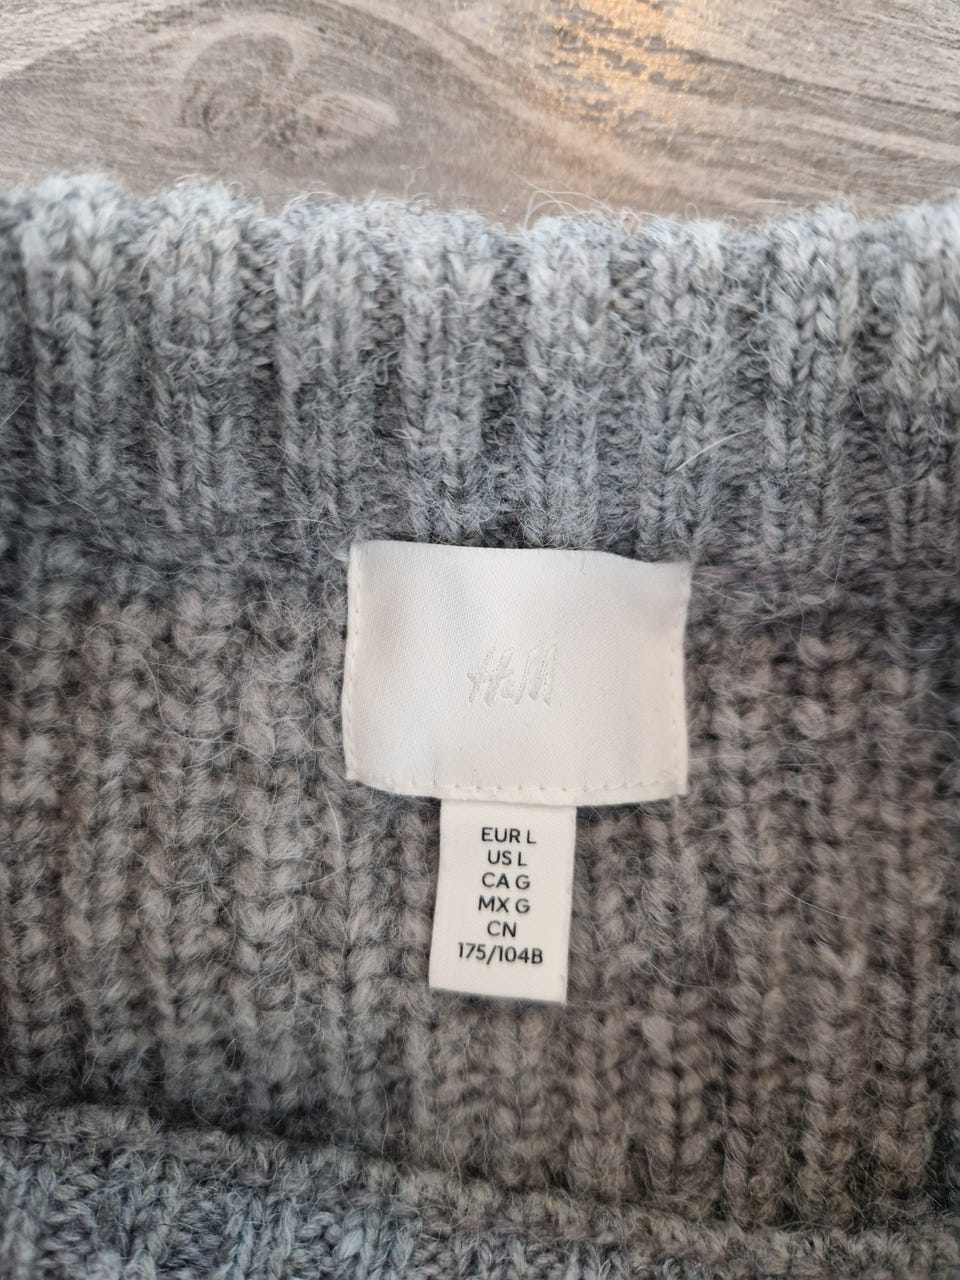 H&M
EUR L
US L
CA G
MX G
CN
175/104B